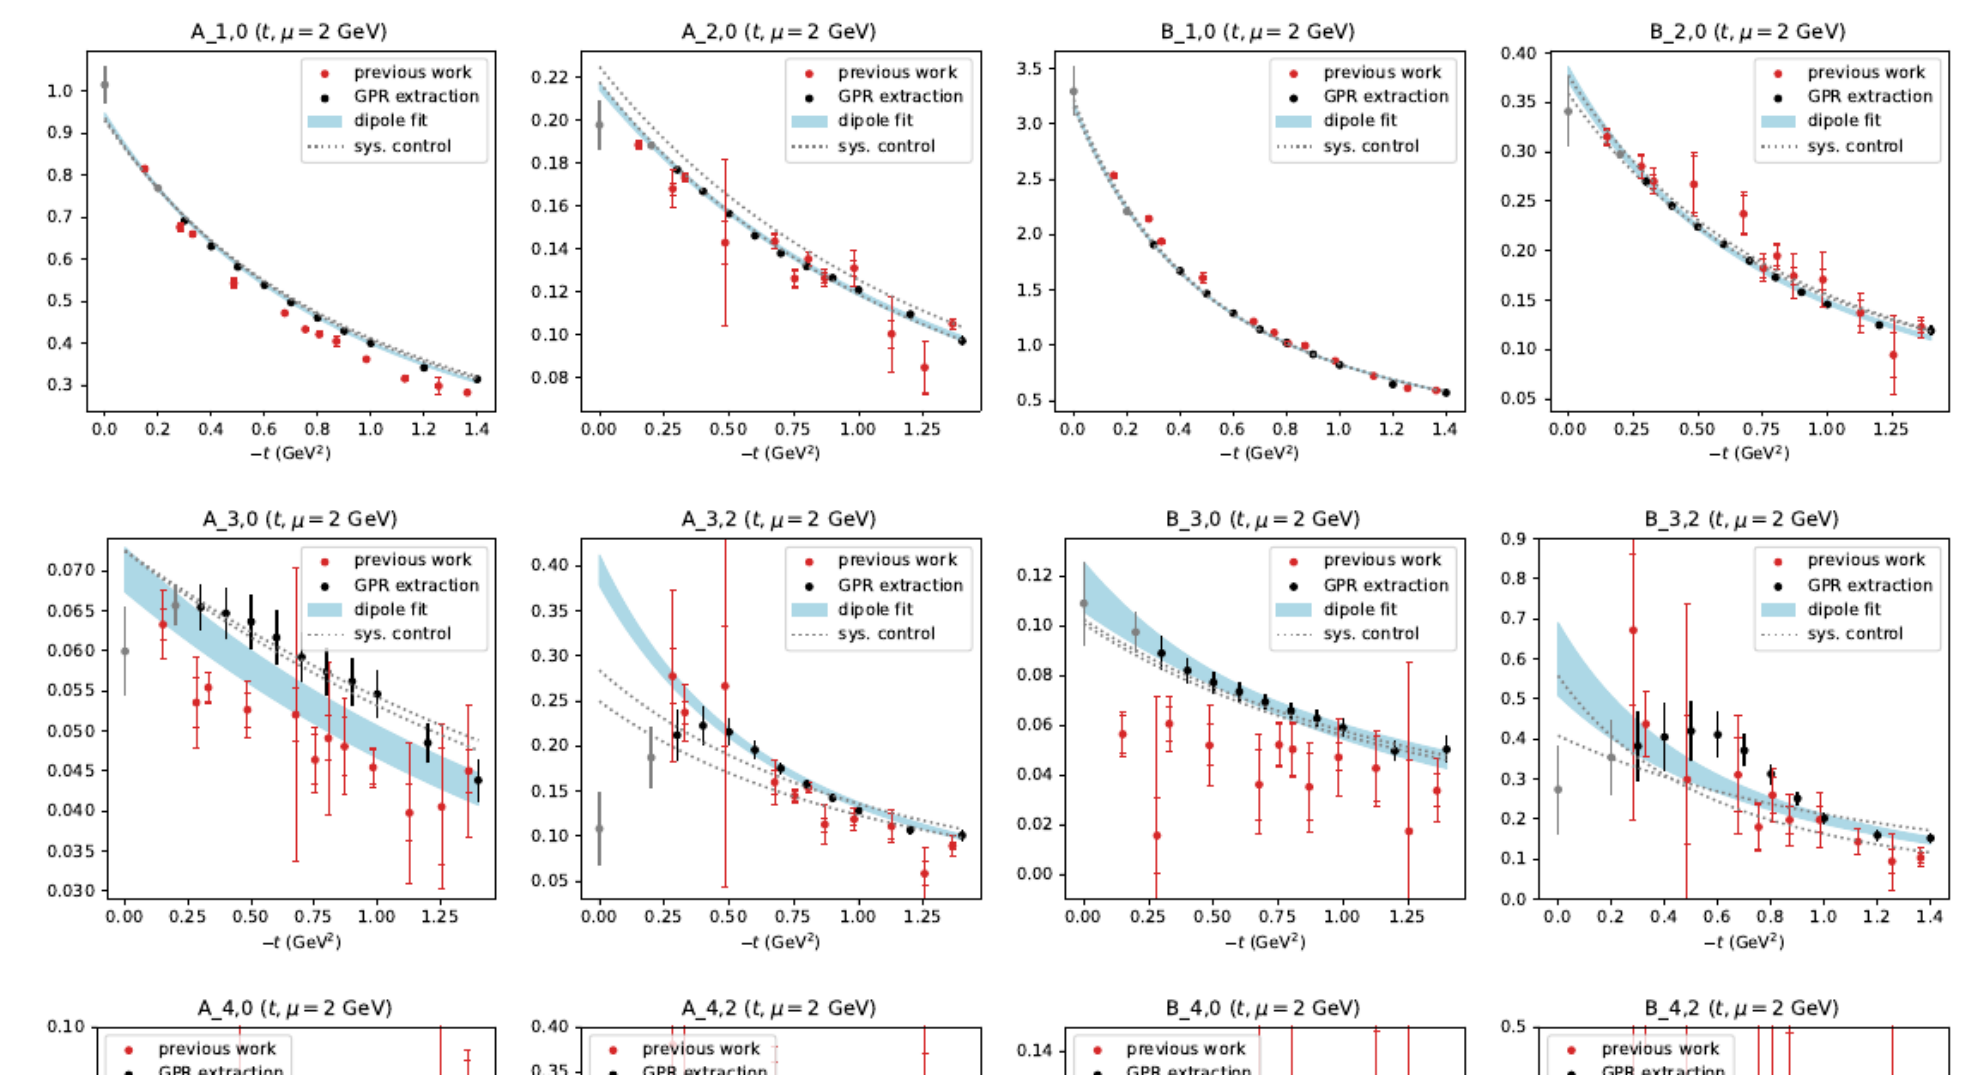 A_1,0 (t, μ = 2 GeV)
1.0
0.9
0.8
0.7
0.6
0.5
0.4
0.3
previous work
GPR extraction
dipole fit
sys. control
0.0 0.2 0.4 0.6 0.8 1.0 1.2 1.4
−t (GeV²)
A_2,0 (t, μ = 2 GeV)
0.22
0.20
0.18
0.16
0.14
0.12
0.10
0.08
previous work
GPR extraction
dipole fit
sys. control
0.00 0.25 0.50 0.75 1.00 1.25
−t (GeV²)
B_1,0 (t, μ = 2 GeV)
3.5
3.0
2.5
2.0
1.5
1.0
0.5
previous work
GPR extraction
dipole fit
sys. control
0.0 0.2 0.4 0.6 0.8 1.0 1.2 1.4
−t (GeV²)
B_2,0 (t, μ = 2 GeV)
0.40
0.35
0.30
0.25
0.20
0.15
0.10
0.05
previous work
GPR extraction
dipole fit
sys. control
0.00 0.25 0.50 0.75 1.00 1.25
−t (GeV²)
A_3,0 (t, μ = 2 GeV)
0.070
0.065
0.060
0.055
0.050
0.045
0.040
0.035
0.030
previous work
GPR extraction
dipole fit
sys. control
0.00 0.25 0.50 0.75 1.00 1.25
−t (GeV²)
A_3,2 (t, μ = 2 GeV)
0.40
0.35
0.30
0.25
0.20
0.15
0.10
0.05
previous work
GPR extraction
dipole fit
sys. control
0.00 0.25 0.50 0.75 1.00 1.25
−t (GeV²)
B_3,0 (t, μ = 2 GeV)
0.12
0.10
0.08
0.06
0.04
0.02
0.00
previous work
GPR extraction
dipole fit
sys. control
0.00 0.25 0.50 0.75 1.00 1.25
−t (GeV²)
B_3,2 (t, μ = 2 GeV)
0.9
0.8
0.7
0.6
0.5
0.4
0.3
0.2
0.1
0.0
previous work
GPR extraction
dipole fit
sys. control
0.0 0.2 0.4 0.6 0.8 1.0 1.2 1.4
−t (GeV²)
A_4,0 (t, μ = 2 GeV)
0.10
previous work
GPR extraction
A_4,2 (t, μ = 2 GeV)
0.40
0.35
previous work
GPR extraction
B_4,0 (t, μ = 2 GeV)
0.14
previous work
GPR extraction
B_4,2 (t, μ = 2 GeV)
0.5
previous work
GPR extraction